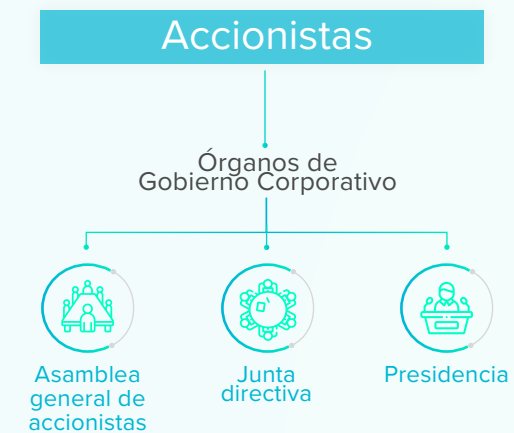 Accionistas
Órganos de
Gobierno Corporativo
Asamblea
general de
accionistas
Junta
directiva
Presidencia